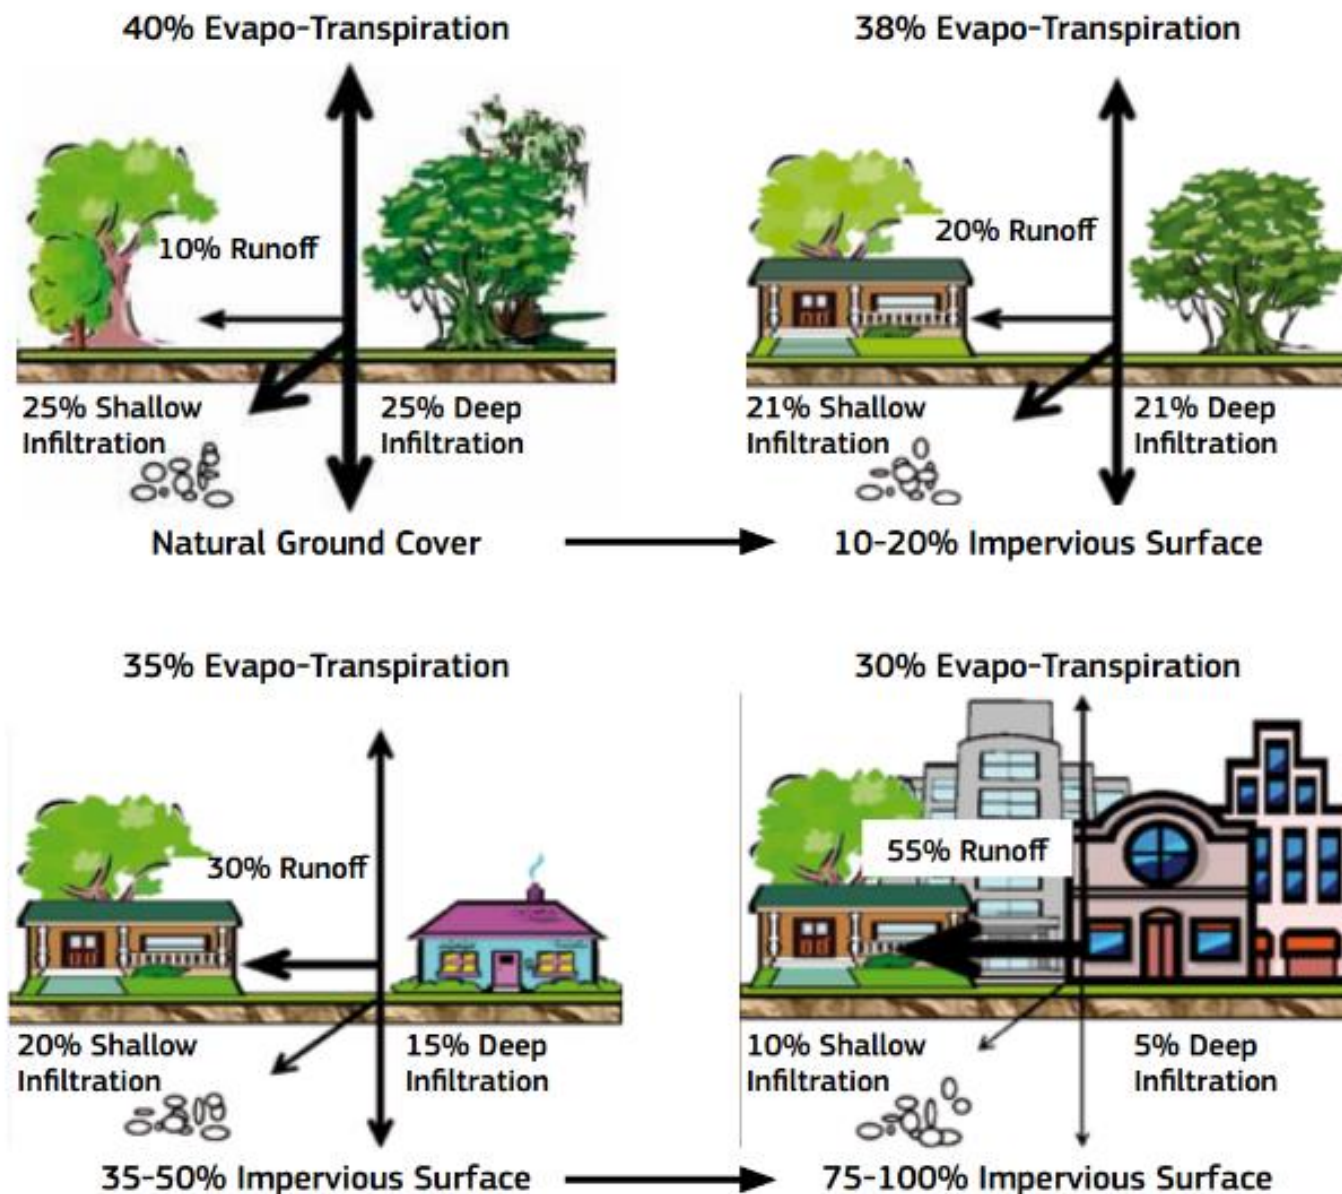 40% Evapo-Transpiration
10% Runoff
25% Shallow
Infiltration
25% Deep
Infiltration
Natural Ground Cover
38% Evapo-Transpiration
20% Runoff
21% Shallow
Infiltration
21% Deep
Infiltration
10-20% Impervious Surface
35% Evapo-Transpiration
30% Runoff
20% Shallow
Infiltration
15% Deep
Infiltration
35-50% Impervious Surface
30% Evapo-Transpiration
55% Runoff
10% Shallow
Infiltration
5% Deep
Infiltration
75-100% Impervious Surface